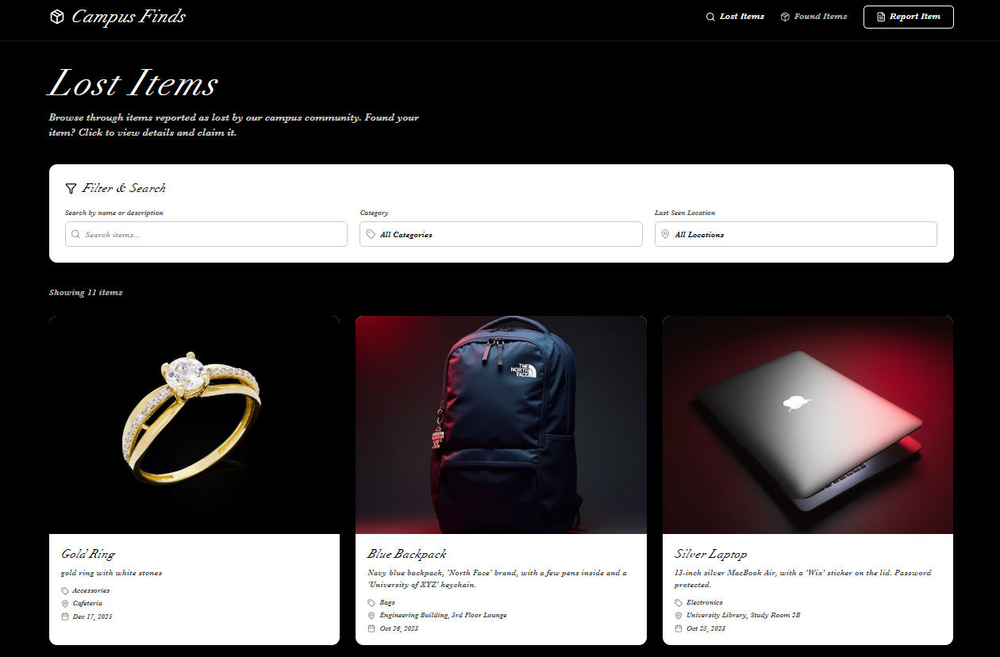 Campus Finds
Lost Items
Found Items
Report Item
Lost Items
Browse through items reported as lost by our campus community. Found your
item? Click to view details and claim it.
Filter & Search
Search by name or description
Category
Last Seen Location
Search items...
All Categories
All Locations
Showing 11 items
THE
NORTH
FACE
Gold Ring
gold ring with white stones
Accessories
Cafeteria
Dec 17, 2025
Blue Backpack
Navy blue backpack, 'North Face' brand, with a few pens inside and a
'University of XYZ' keychain.
Bags
Engineering Building, 3rd Floor Lounge
Oct 26, 2023
Silver Laptop
13-inch silver MacBook Air, with a 'Wix' sticker on the lid. Password
protected.
Electronics
University Library, Study Room 2B
Oct 25, 2023